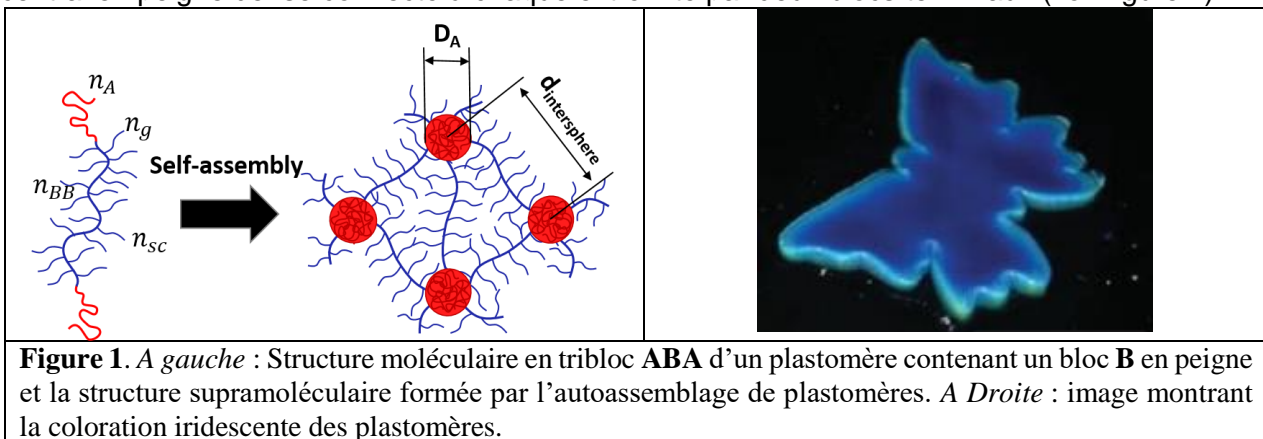 n_A
n_g
n_BB
n_sc
Self-assembly
D_A
d_intersphere
Figure 1. A gauche : Structure moléculaire en tribloc ABA d'un plastomère contenant un bloc B en peigne
et la structure supramoléculaire formée par l'autoassemblage de plastomères. A Droite : image montrant
la coloration iridescente des plastomères.